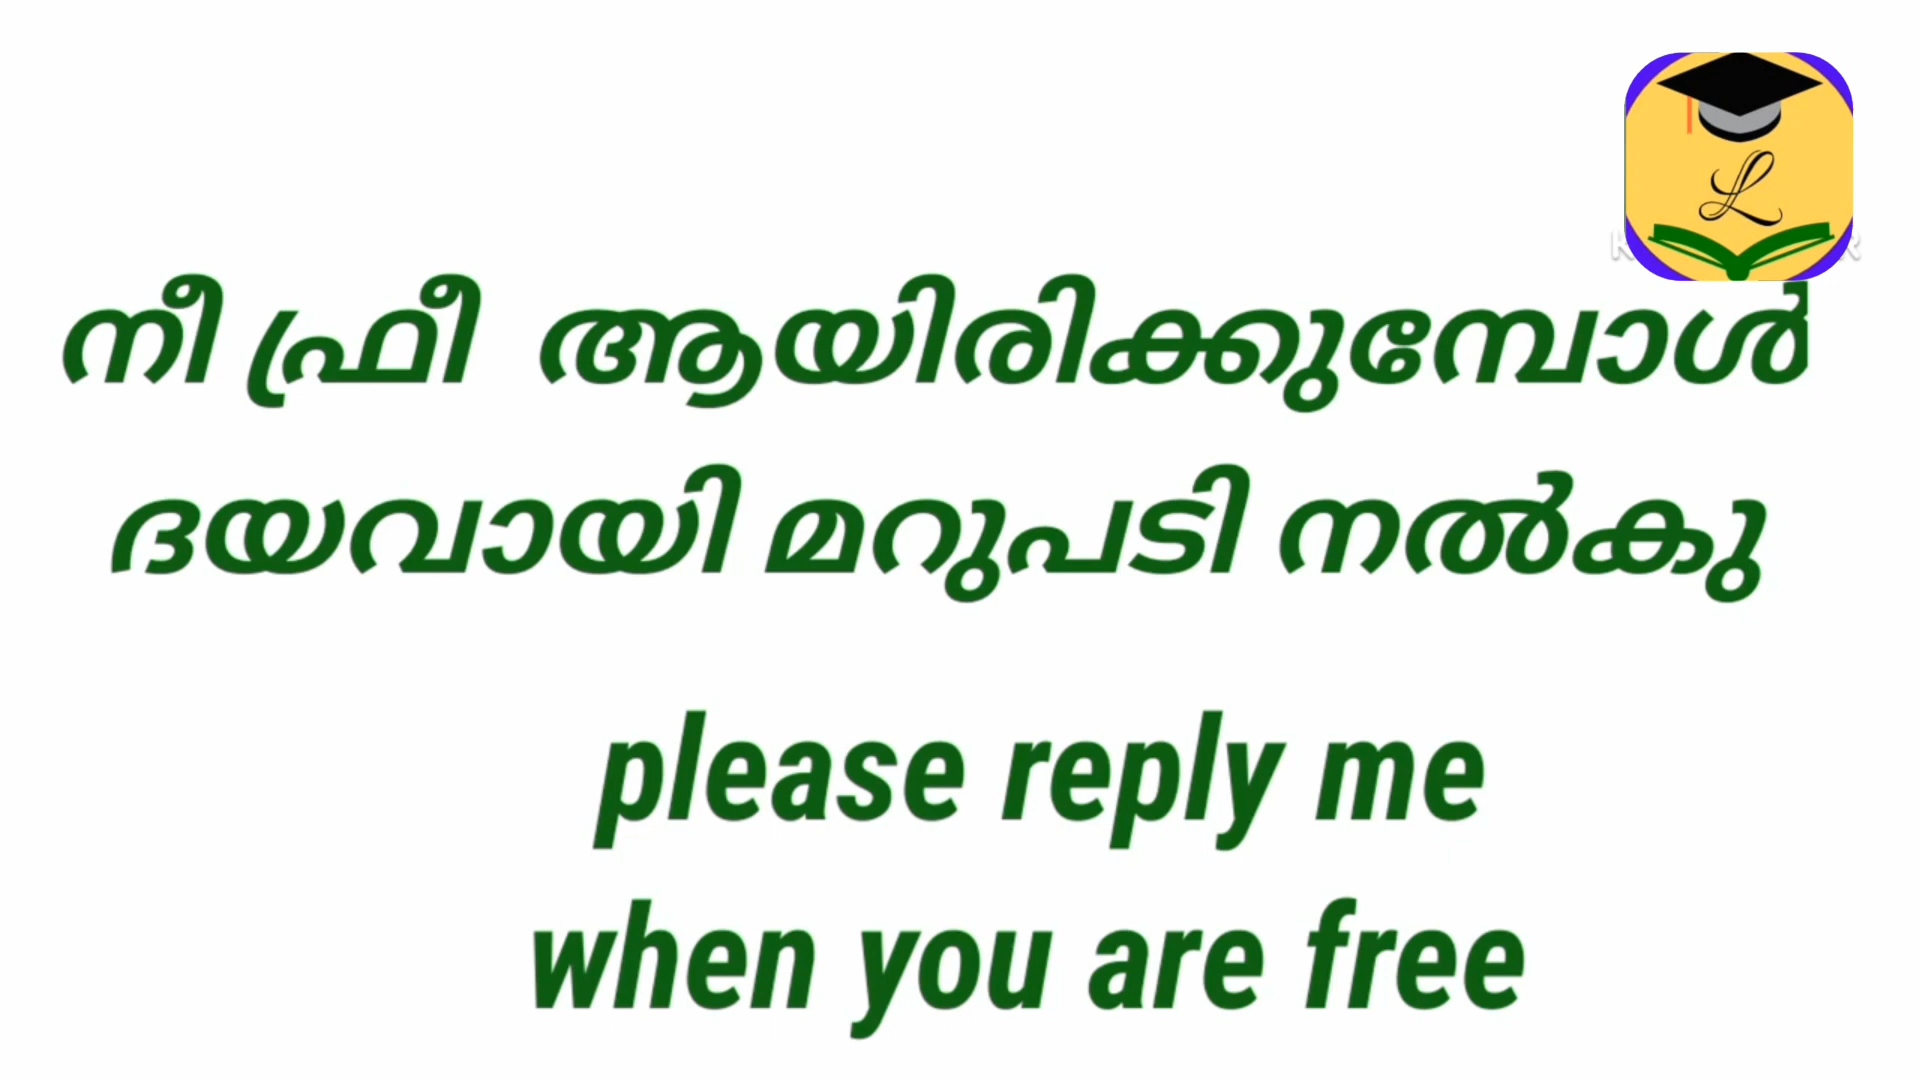 നീ ഫ്രീ ആയിരിക്കുമ്പോൾ
ദയവായി മറുപടി നൽകു
please reply me
when you are free
L